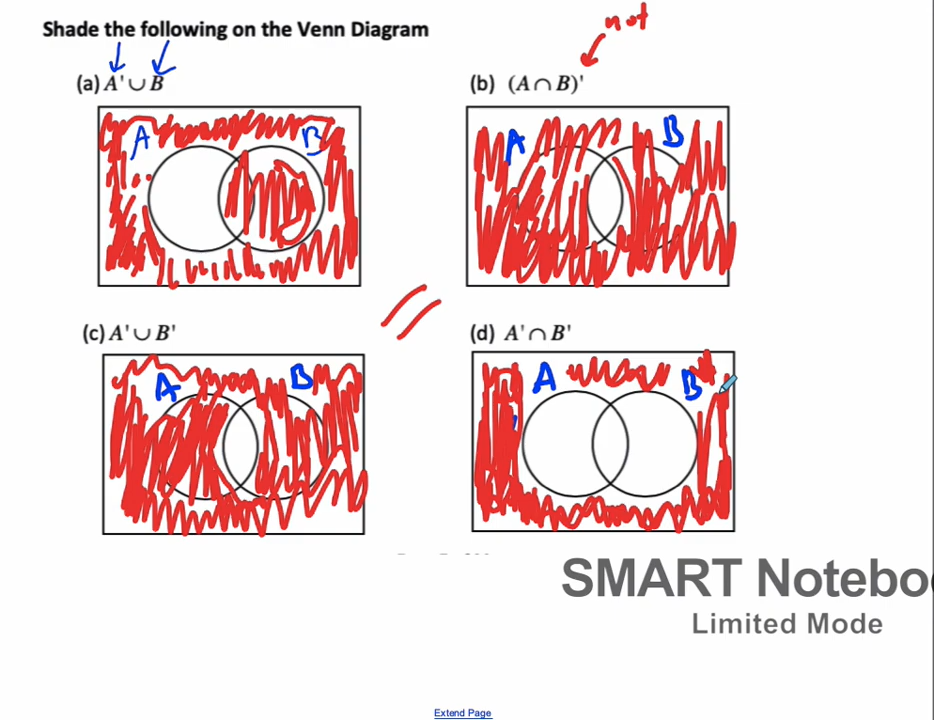 Shade the following on the Venn Diagram
not
(a) A' ∪ B
(b) (A ∩ B)'
A B
A B
(c) A' ∪ B'
(d) A' ∩ B'
A B
A B
SMART Notebo
Limited Mode
Extend Page